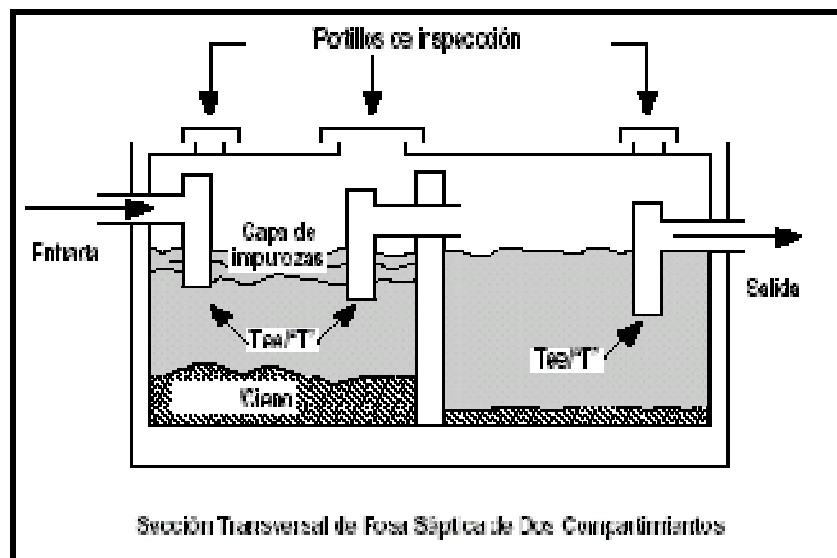 Portillos de inspección
Entrada
Capa de
impurezas
Tee/"T"
Cieno
Tee/"T"
Salida
Sección Transversal de Fosa Séptica de Dos Compartimientos